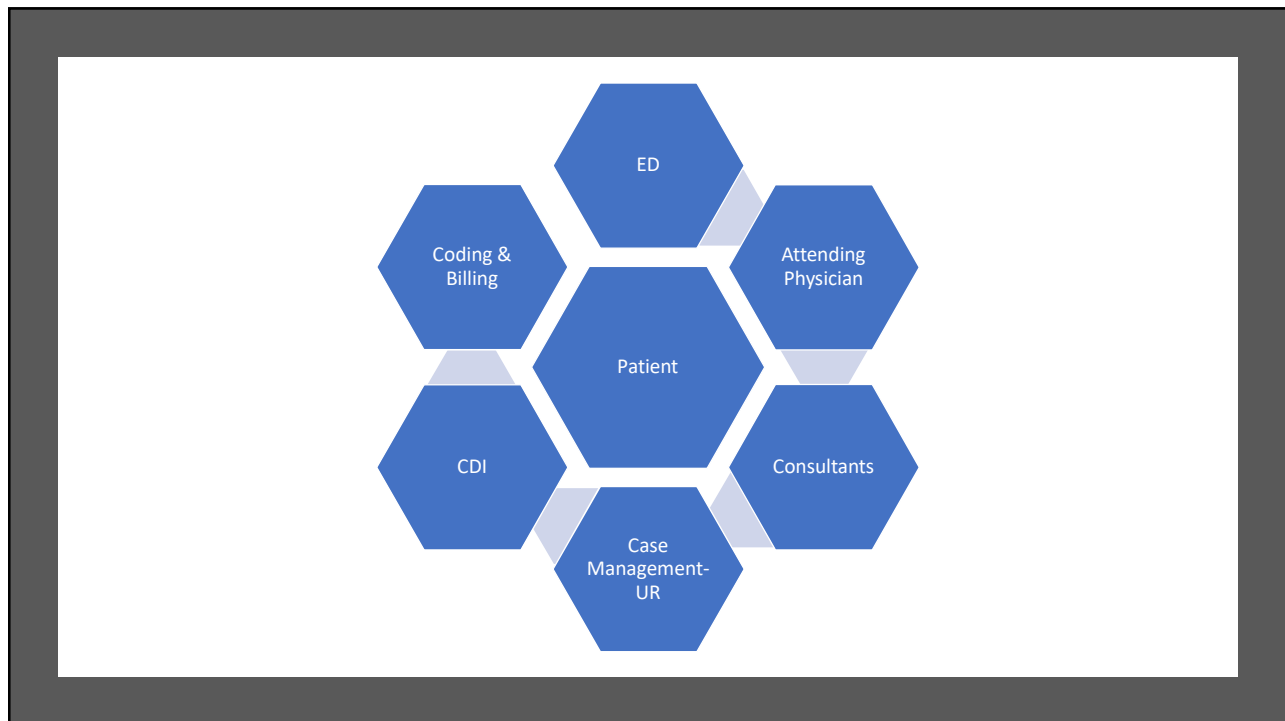 ED
Attending
Physician
Consultants
Case
Management-
UR
CDI
Coding &
Billing
Patient